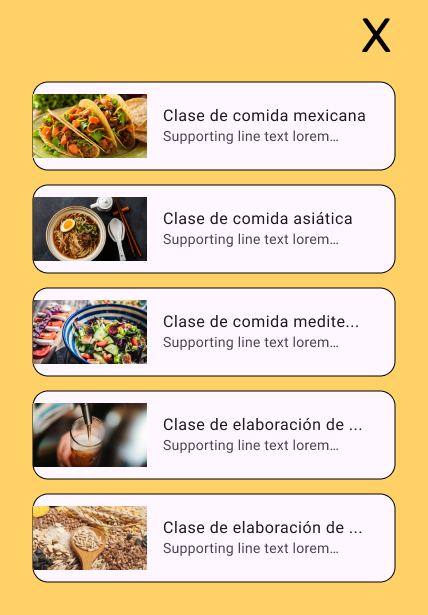 X
Clase de comida mexicana
Supporting line text lorem…
Clase de comida asiática
Supporting line text lorem…
Clase de comida medite...
Supporting line text lorem…
Clase de elaboración de ...
Supporting line text lorem…
Clase de elaboración de ...
Supporting line text lorem…